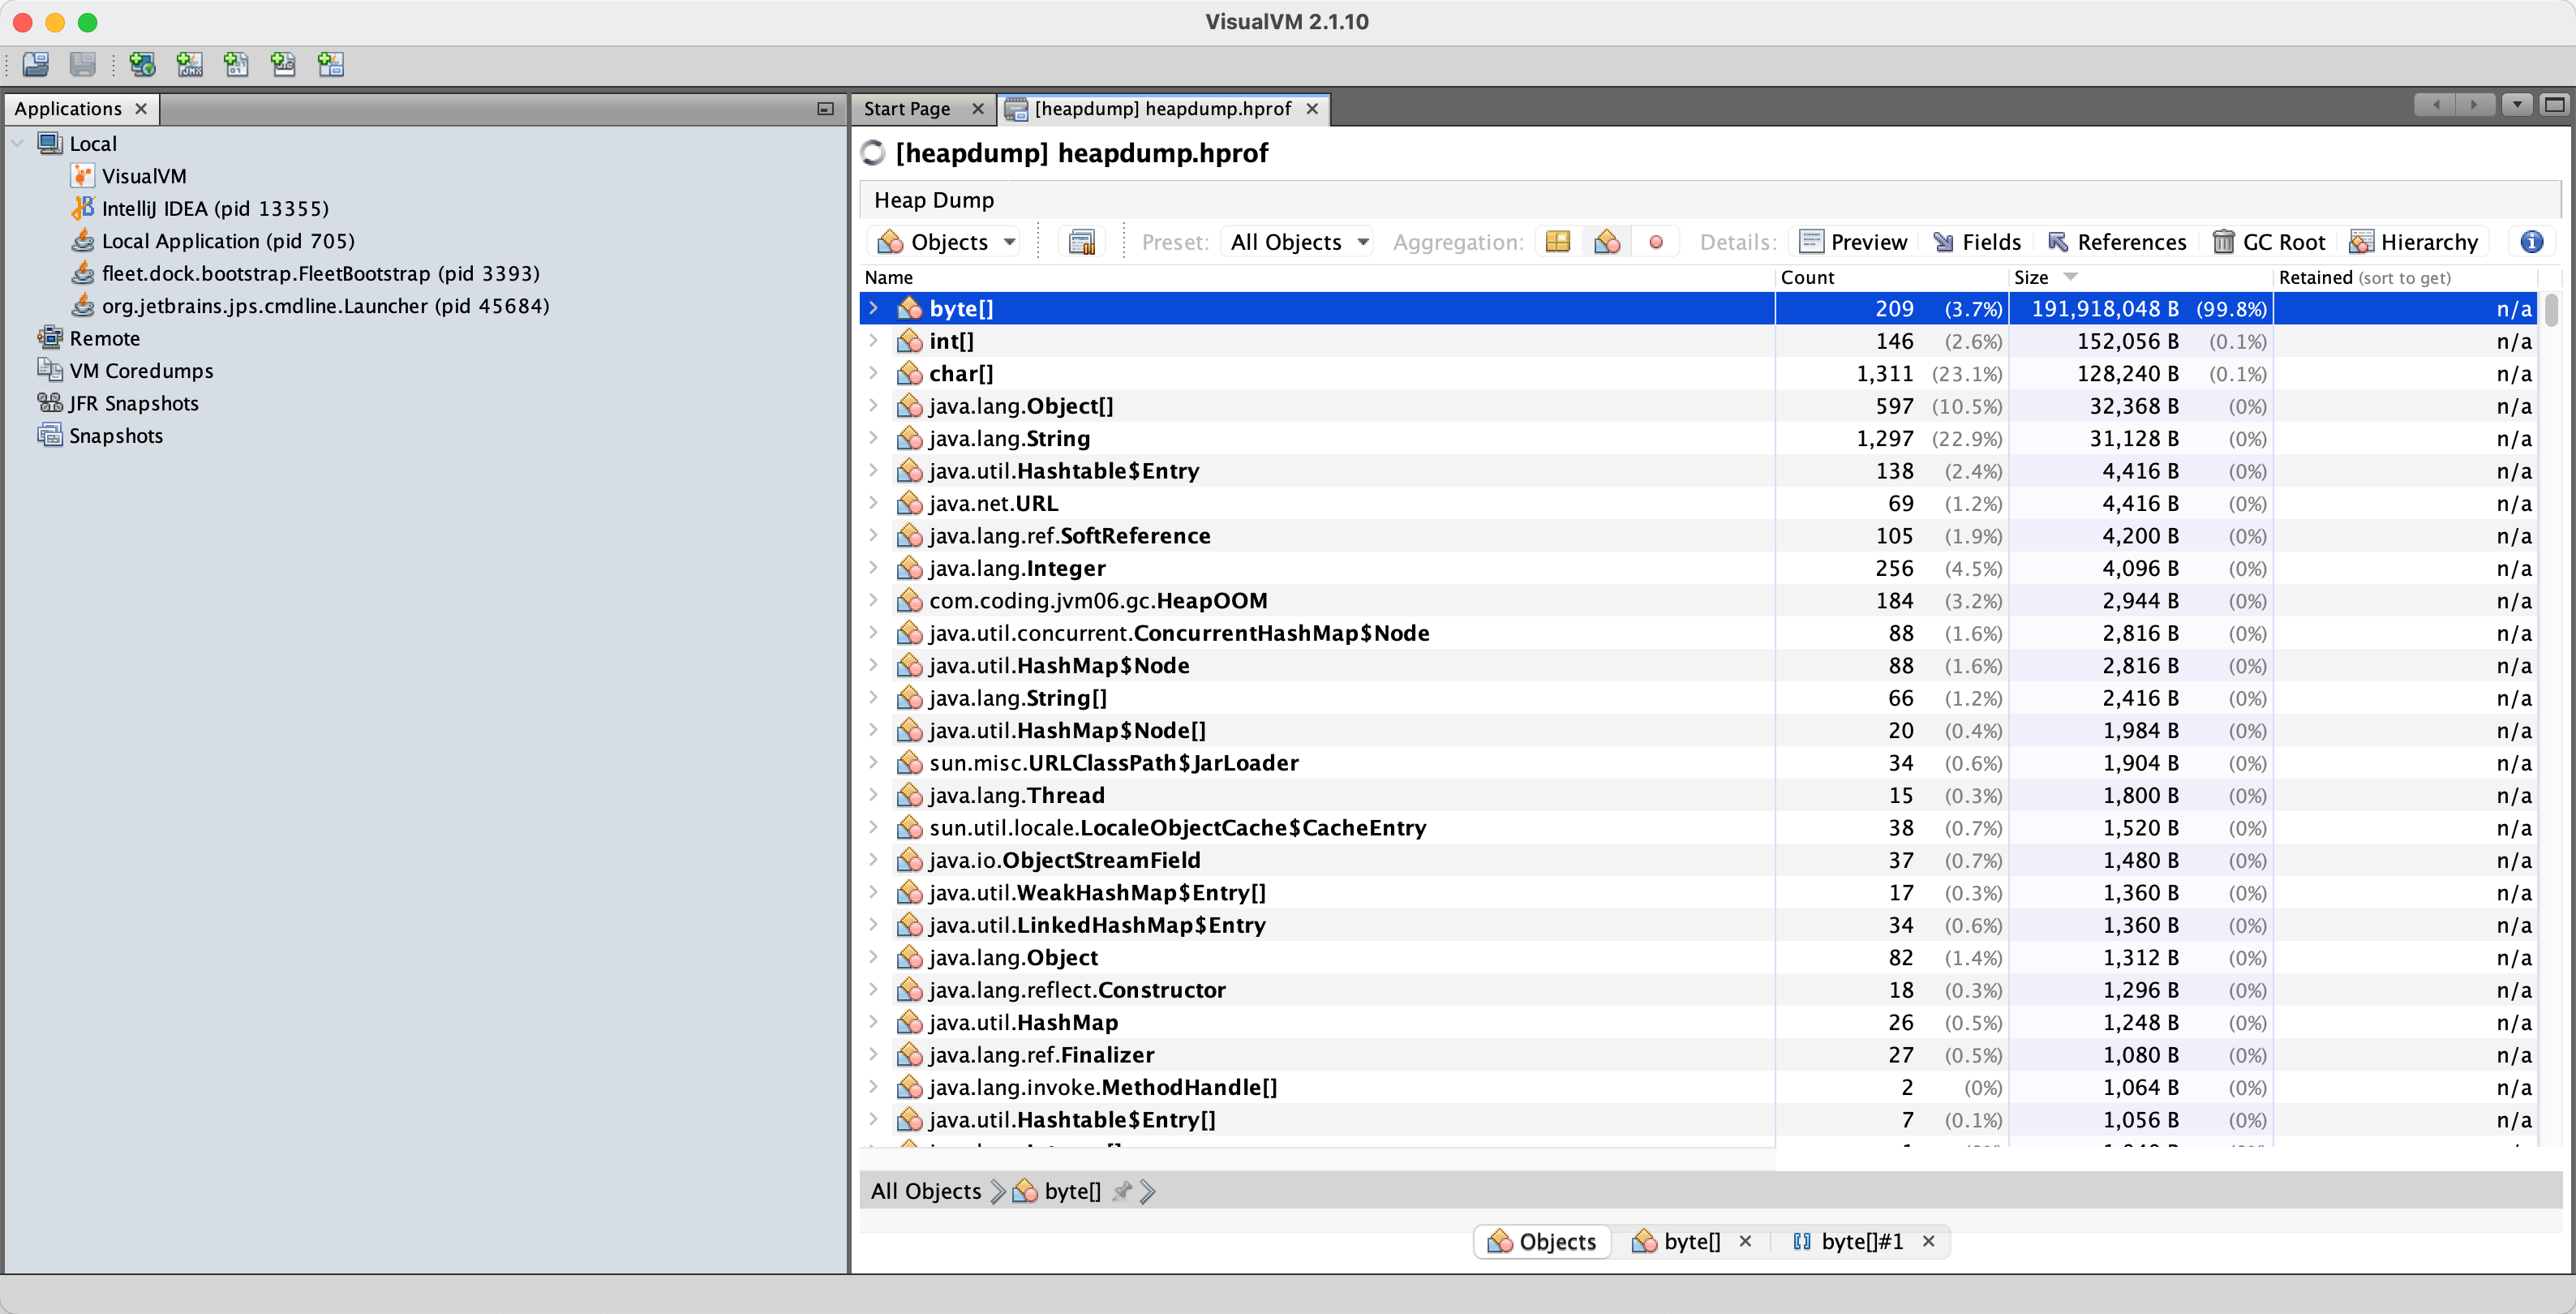 VisualVM 2.1.10
Applications
Start Page
[heapdump] heapdump.hprof
Local
VisualVM
IntelliJ IDEA (pid 13355)
Local Application (pid 705)
fleet.dock.bootstrap.FleetBootstrap (pid 3393)
org.jetbrains.jps.cmdline.Launcher (pid 45684)
Remote
VM Coredumps
JFR Snapshots
Snapshots
[heapdump] heapdump.hprof
Heap Dump
Objects Preset: All Objects Aggregation: Details: Preview Fields References GC Root Hierarchy
Name Count Size Retained (sort to get)
byte[] 209 (3.7%) 191,918,048 B (99.8%) n/a
int[] 146 (2.6%) 152,056 B (0.1%) n/a
char[] 1,311 (23.1%) 128,240 B (0.1%) n/a
java.lang.Object[] 597 (10.5%) 32,368 B (0%) n/a
java.lang.String 1,297 (22.9%) 31,128 B (0%) n/a
java.util.Hashtable$Entry 138 (2.4%) 4,416 B (0%) n/a
java.net.URL 69 (1.2%) 4,416 B (0%) n/a
java.lang.ref.SoftReference 105 (1.9%) 4,200 B (0%) n/a
java.lang.Integer 256 (4.5%) 4,096 B (0%) n/a
com.coding.jvm06.gc.HeapOOM 184 (3.2%) 2,944 B (0%) n/a
java.util.concurrent.ConcurrentHashMap$Node 88 (1.6%) 2,816 B (0%) n/a
java.util.HashMap$Node 88 (1.6%) 2,816 B (0%) n/a
java.lang.String[] 66 (1.2%) 2,416 B (0%) n/a
java.util.HashMap$Node[] 20 (0.4%) 1,984 B (0%) n/a
sun.misc.URLClassPath$JarLoader 34 (0.6%) 1,904 B (0%) n/a
java.lang.Thread 15 (0.3%) 1,800 B (0%) n/a
sun.util.locale.LocaleObjectCache$CacheEntry 38 (0.7%) 1,520 B (0%) n/a
java.io.ObjectStreamField 37 (0.7%) 1,480 B (0%) n/a
java.util.WeakHashMap$Entry[] 17 (0.3%) 1,360 B (0%) n/a
java.util.LinkedHashMap$Entry 34 (0.6%) 1,360 B (0%) n/a
java.lang.Object 82 (1.4%) 1,312 B (0%) n/a
java.lang.reflect.Constructor 18 (0.3%) 1,296 B (0%) n/a
java.util.HashMap 26 (0.5%) 1,248 B (0%) n/a
java.lang.ref.Finalizer 27 (0.5%) 1,080 B (0%) n/a
java.lang.invoke.MethodHandle[] 2 (0%) 1,064 B (0%) n/a
java.util.Hashtable$Entry[] 7 (0.1%) 1,056 B (0%) n/a
All Objects byte[]
Objects byte[] byte[]#1